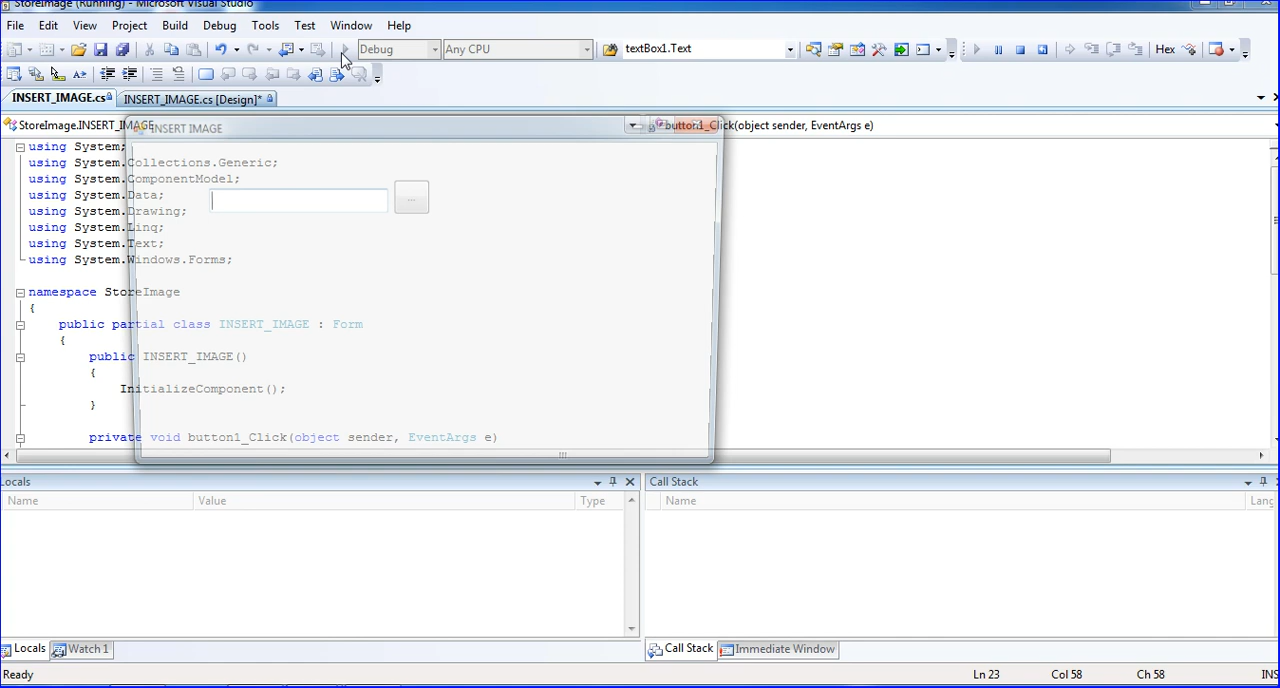 StoreImage (Running) - Microsoft Visual Studio
File Edit View Project Build Debug Tools Test Window Help
Debug Any CPU textBox1.Text Hex
INSERT_IMAGE.cs INSERT_IMAGE.cs [Design]*
StoreImage.INSERT_IMAGE button1_Click(object sender, EventArgs e)
INSERT IMAGE
using System;
using System.Collections.Generic;
using System.ComponentModel;
using System.Data;
...
using System.Drawing;
using System.Linq;
using System.Text;
using System.Windows.Forms;
namespace StoreImage
{
public partial class INSERT_IMAGE : Form
{
public INSERT_IMAGE()
{
InitializeComponent();
}
private void button1_Click(object sender, EventArgs e)
Locals
Name Value Type
Call Stack
Name Lang
Locals Watch 1
Call Stack Immediate Window
Ready Ln 23 Col 58 Ch 58 INS